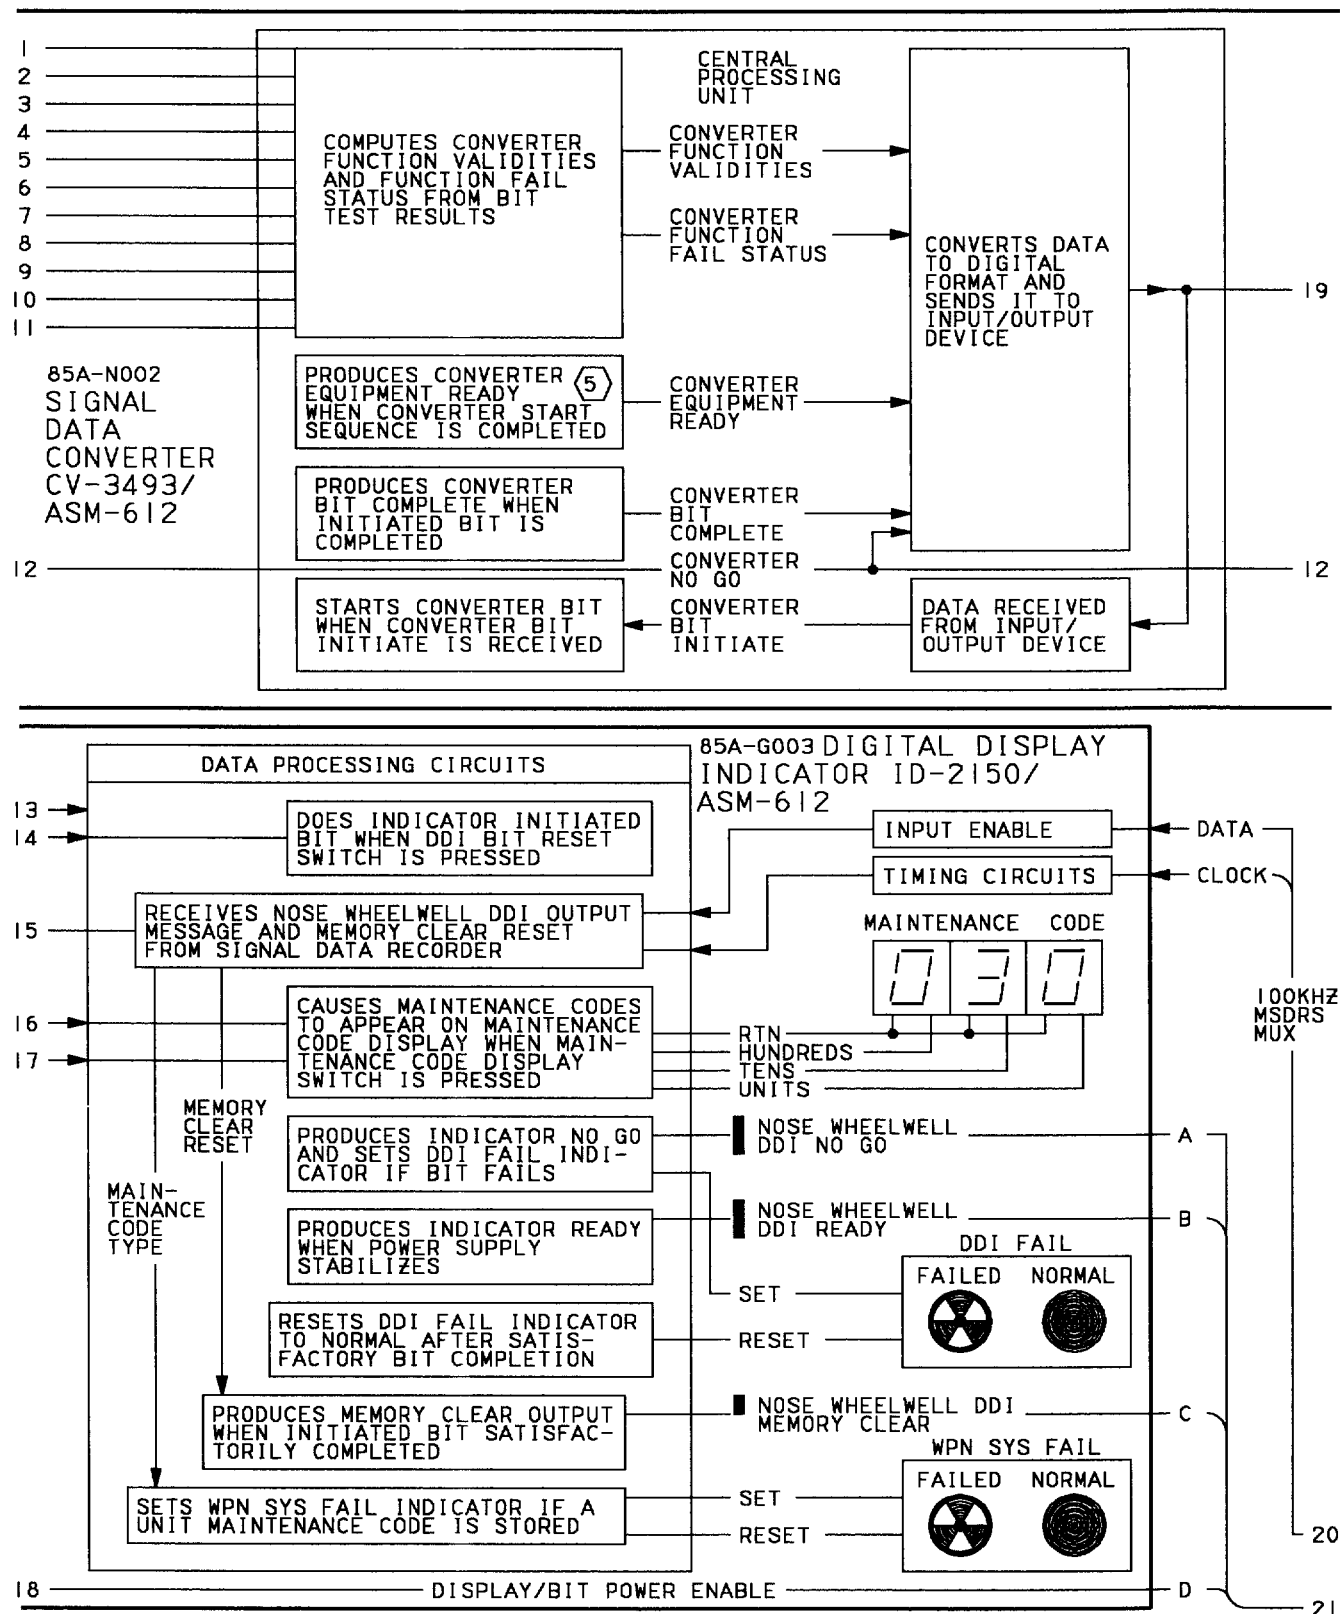 1
2
3
4
5
6
7
8
9
10
11
12
85A-N002
SIGNAL
DATA
CONVERTER
CV-3493/
ASM-612
COMPUTES CONVERTER
FUNCTION VALIDITIES
AND FUNCTION FAIL
STATUS FROM BIT
TEST RESULTS
PRODUCES CONVERTER
EQUIPMENT READY
WHEN CONVERTER START
SEQUENCE IS COMPLETED
5
PRODUCES CONVERTER
BIT COMPLETE WHEN
INITIATED BIT IS
COMPLETED
STARTS CONVERTER BIT
WHEN CONVERTER BIT
INITIATE IS RECEIVED
CENTRAL
PROCESSING
UNIT
CONVERTER
FUNCTION
VALIDITIES
CONVERTER
FUNCTION
FAIL STATUS
CONVERTER
EQUIPMENT
READY
CONVERTER
BIT
COMPLETE
CONVERTER
NO GO
CONVERTER
BIT
INITIATE
CONVERTS DATA
TO DIGITAL
FORMAT AND
SENDS IT TO
INPUT/OUTPUT
DEVICE
DATA RECEIVED
FROM INPUT/
OUTPUT DEVICE
19
12
85A-G003 DIGITAL DISPLAY
INDICATOR ID-2150/
ASM-612
DATA PROCESSING CIRCUITS
13
14
15
16
17
18
DOES INDICATOR INITIATED
BIT WHEN DDI BIT RESET
SWITCH IS PRESSED
RECEIVES NOSE WHEELWELL DDI OUTPUT
MESSAGE AND MEMORY CLEAR RESET
FROM SIGNAL DATA RECORDER
CAUSES MAINTENANCE CODES
TO APPEAR ON MAINTENANCE
CODE DISPLAY WHEN MAIN-
TENANCE CODE DISPLAY
SWITCH IS PRESSED
MEMORY
CLEAR
RESET
MAIN-
TENANCE
CODE
TYPE
PRODUCES INDICATOR NO GO
AND SETS DDI FAIL INDI-
CATOR IF BIT FAILS
PRODUCES INDICATOR READY
WHEN POWER SUPPLY
STABILIZES
RESETS DDI FAIL INDICATOR
TO NORMAL AFTER SATIS-
FACTORY BIT COMPLETION
PRODUCES MEMORY CLEAR OUTPUT
WHEN INITIATED BIT SATISFAC-
TORILY COMPLETED
SETS WPN SYS FAIL INDICATOR IF A
UNIT MAINTENANCE CODE IS STORED
INPUT ENABLE
TIMING CIRCUITS
DATA
CLOCK
MAINTENANCE CODE
030
RTN
HUNDREDS
TENS
UNITS
100KHZ
MSDRS
MUX
NOSE WHEELWELL
DDI NO GO
A
NOSE WHEELWELL
DDI READY
B
DDI FAIL
FAILED NORMAL
SET
RESET
NOSE WHEELWELL DDI
MEMORY CLEAR
C
WPN SYS FAIL
FAILED NORMAL
SET
RESET
20
DISPLAY/BIT POWER ENABLE
D
21